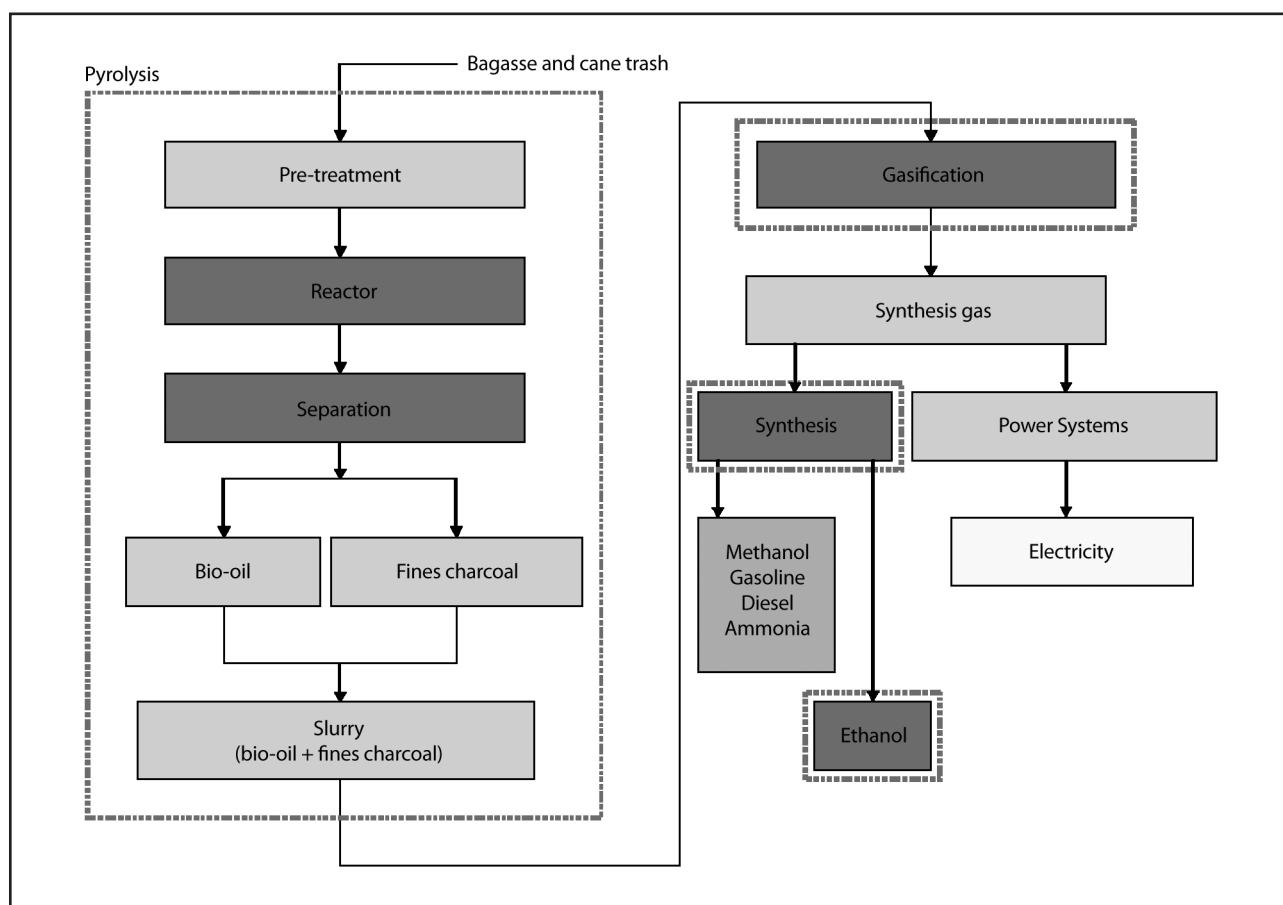 Bagasse and cane trash
Pyrolysis
Pre-treatment
Reactor
Separation
Bio-oil
Fines charcoal
Slurry
(bio-oil + fines charcoal)
Gasification
Synthesis gas
Synthesis
Power Systems
Methanol
Gasoline
Diesel
Ammonia
Electricity
Ethanol